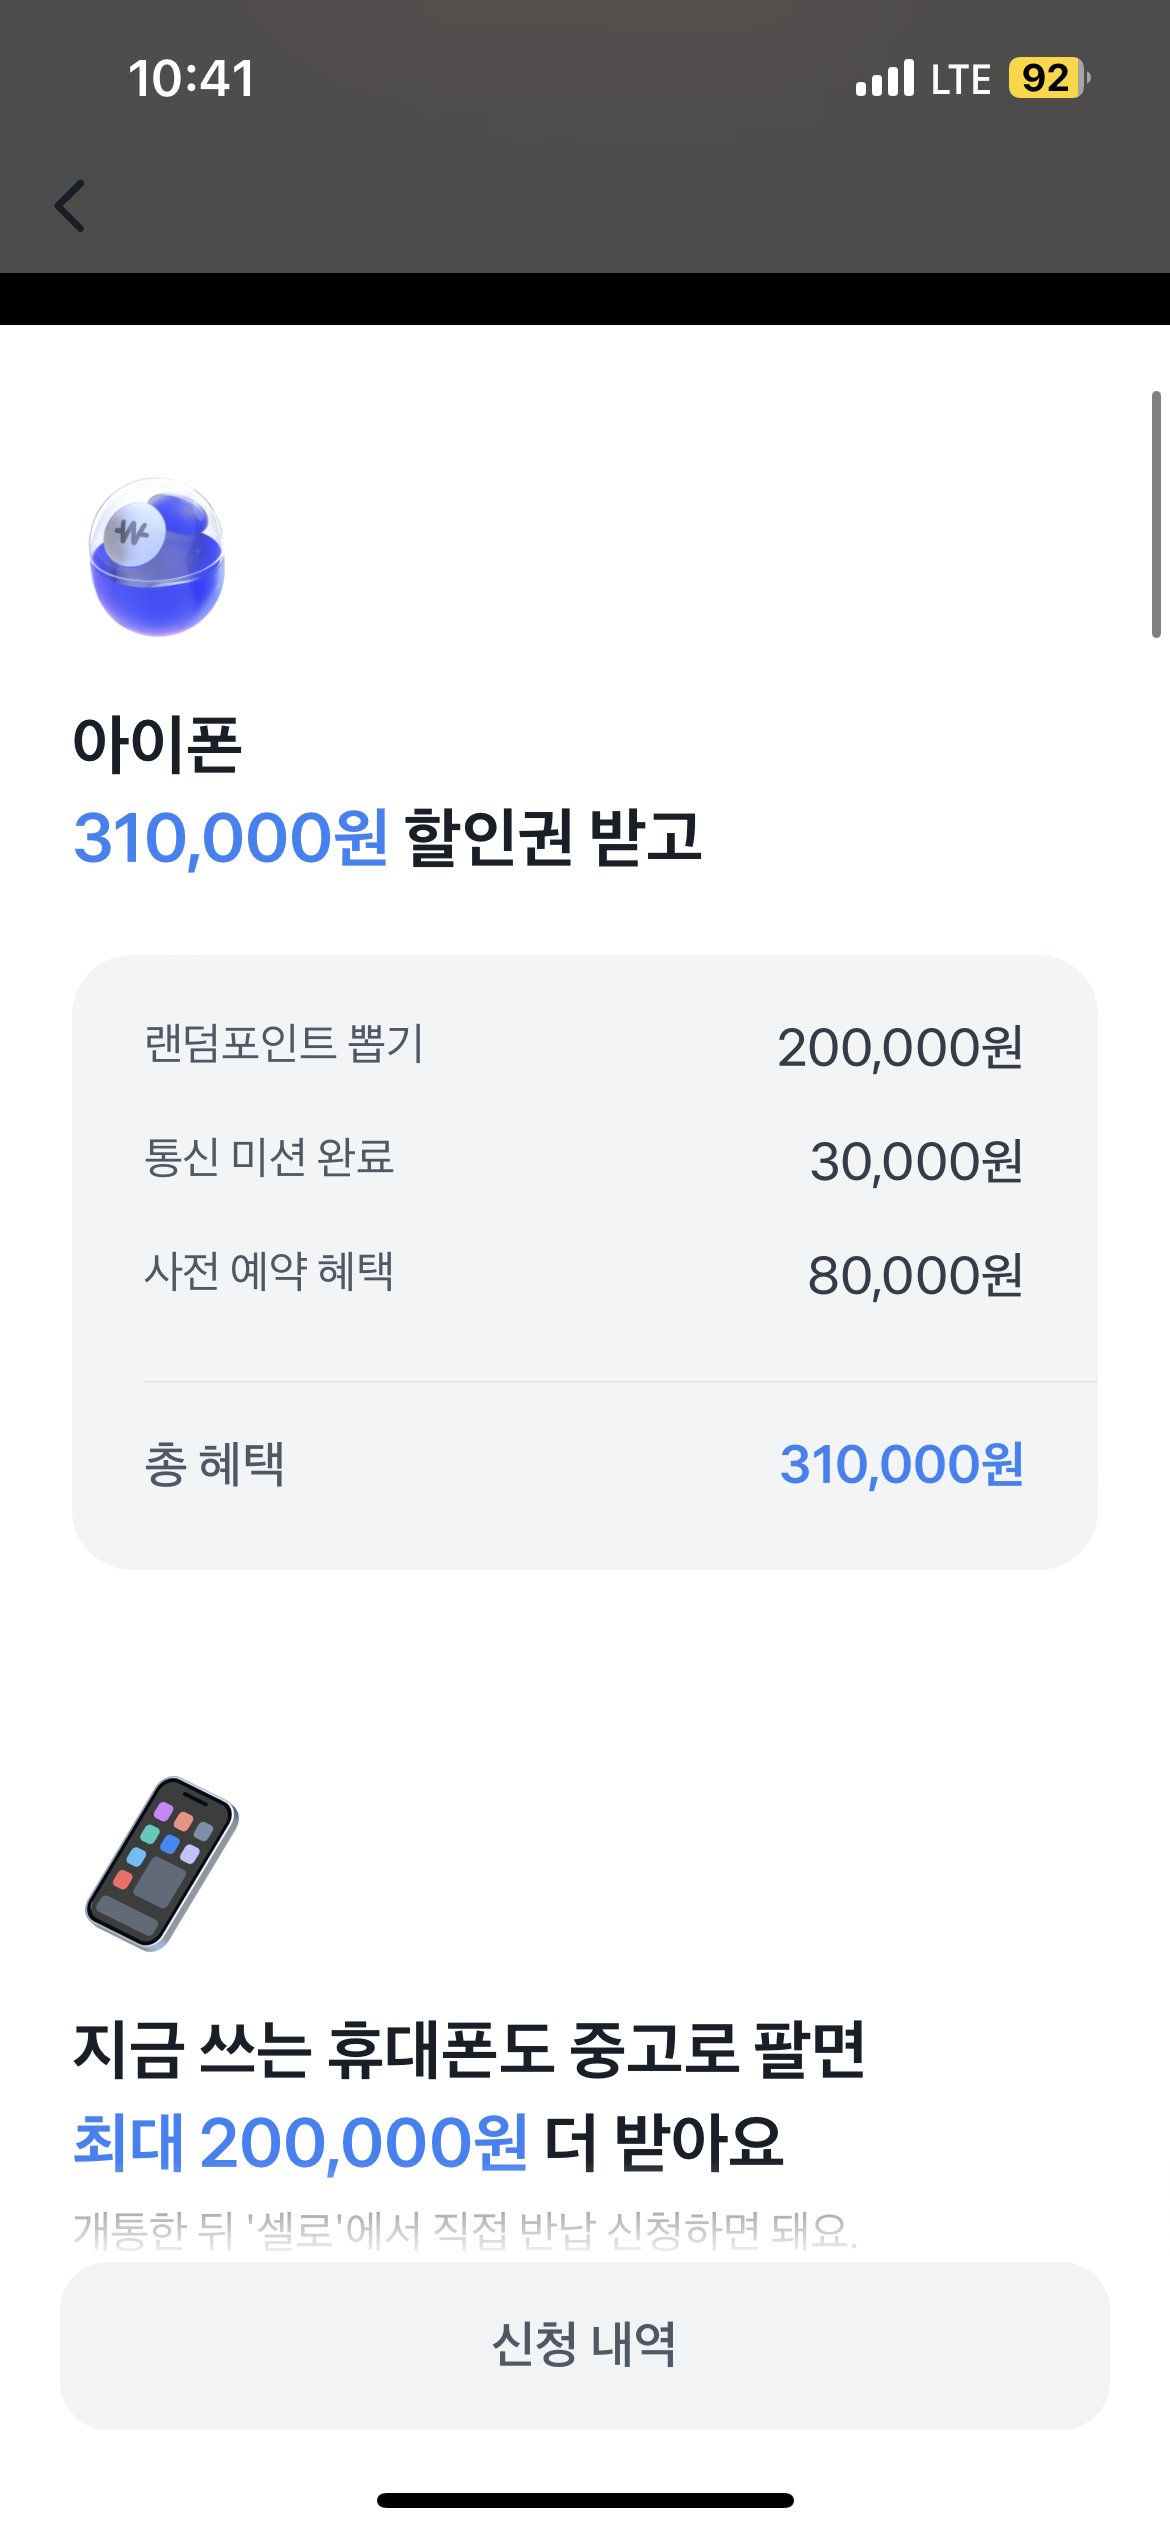 10:41 LTE 92
아이폰
310,000원 할인권 받고
랜덤포인트 뽑기 200,000원
통신 미션 완료 30,000원
사전 예약 혜택 80,000원
총 혜택 310,000원
지금 쓰는 휴대폰도 중고로 팔면
최대 200,000원 더 받아요
개통한 뒤 '셀로'에서 직접 반납 신청하면 돼요.
신청 내역